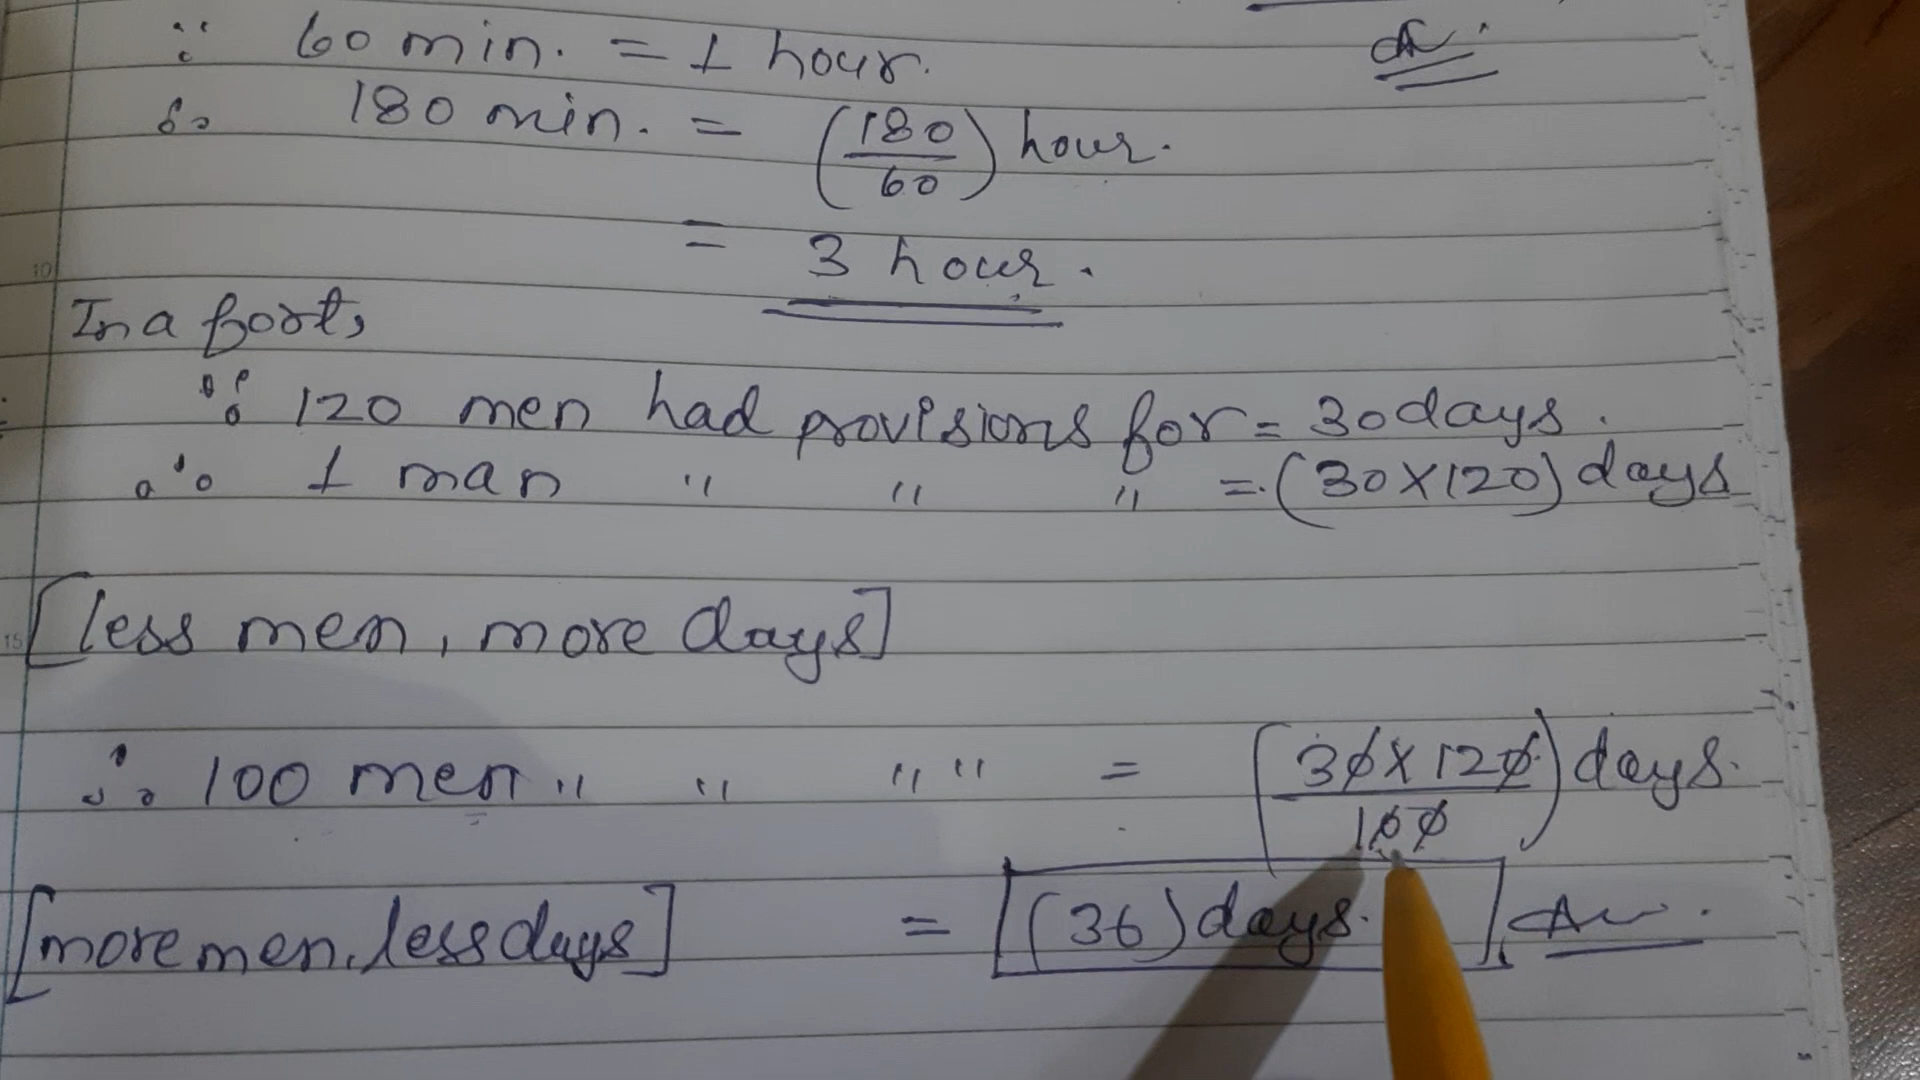 ∵ 60 min. = 1 hour.
∴ 180 min. = (180/60) hour.
= 3 hour.
10
In a fort,
∵ 120 men had provisions for = 30 days.
∴ 1 man " " " = (30×120) days
15 [less men, more days]
∴ 100 men " " " " = (30×120/100) days.
[more men, less days] = (36) days. Ans.